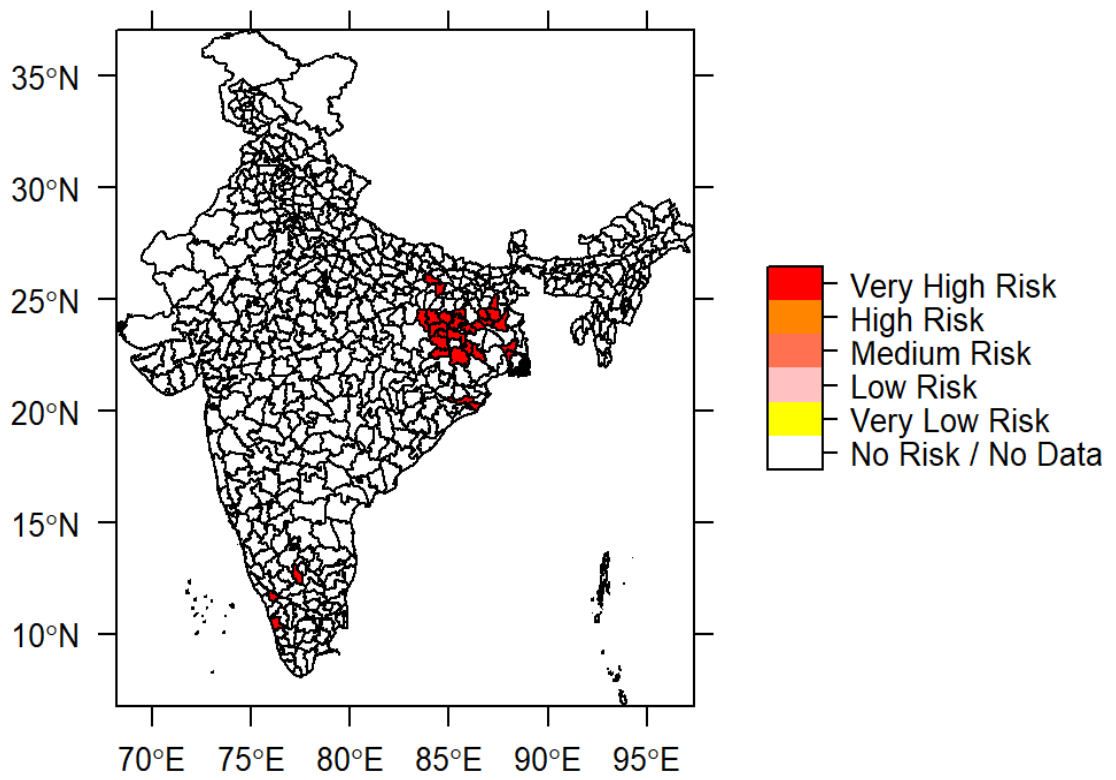 35°N
30°N
25°N
20°N
15°N
10°N
70°E 75°E 80°E 85°E 90°E 95°E
Very High Risk
High Risk
Medium Risk
Low Risk
Very Low Risk
No Risk / No Data